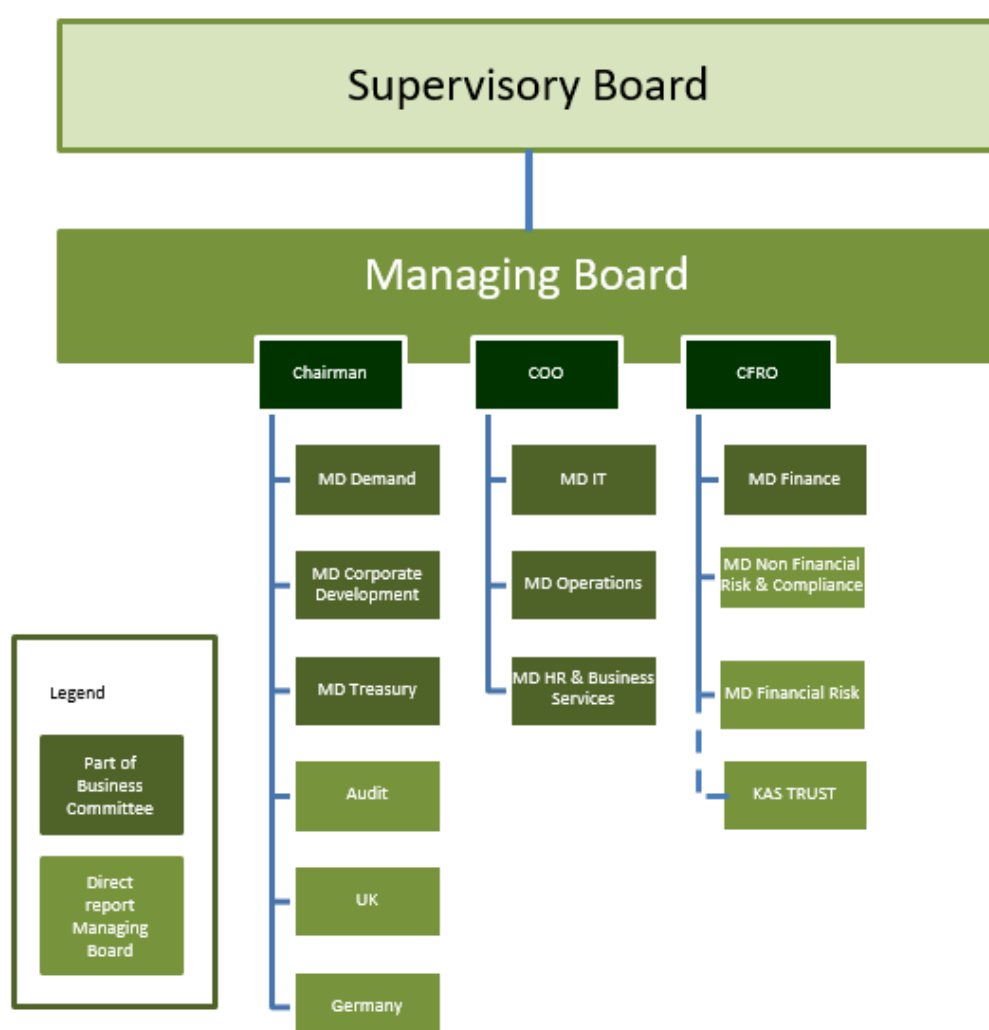 Supervisory Board
Managing Board
Chairman
COO
CFRO
MD Demand
MD IT
MD Finance
MD Corporate
Development
MD Operations
MD Non Financial
Risk & Compliance
MD Treasury
MD HR & Business
Services
MD Financial Risk
Audit
KAS TRUST
UK
Germany
Legend
Part of
Business
Committee
Direct
report
Managing
Board